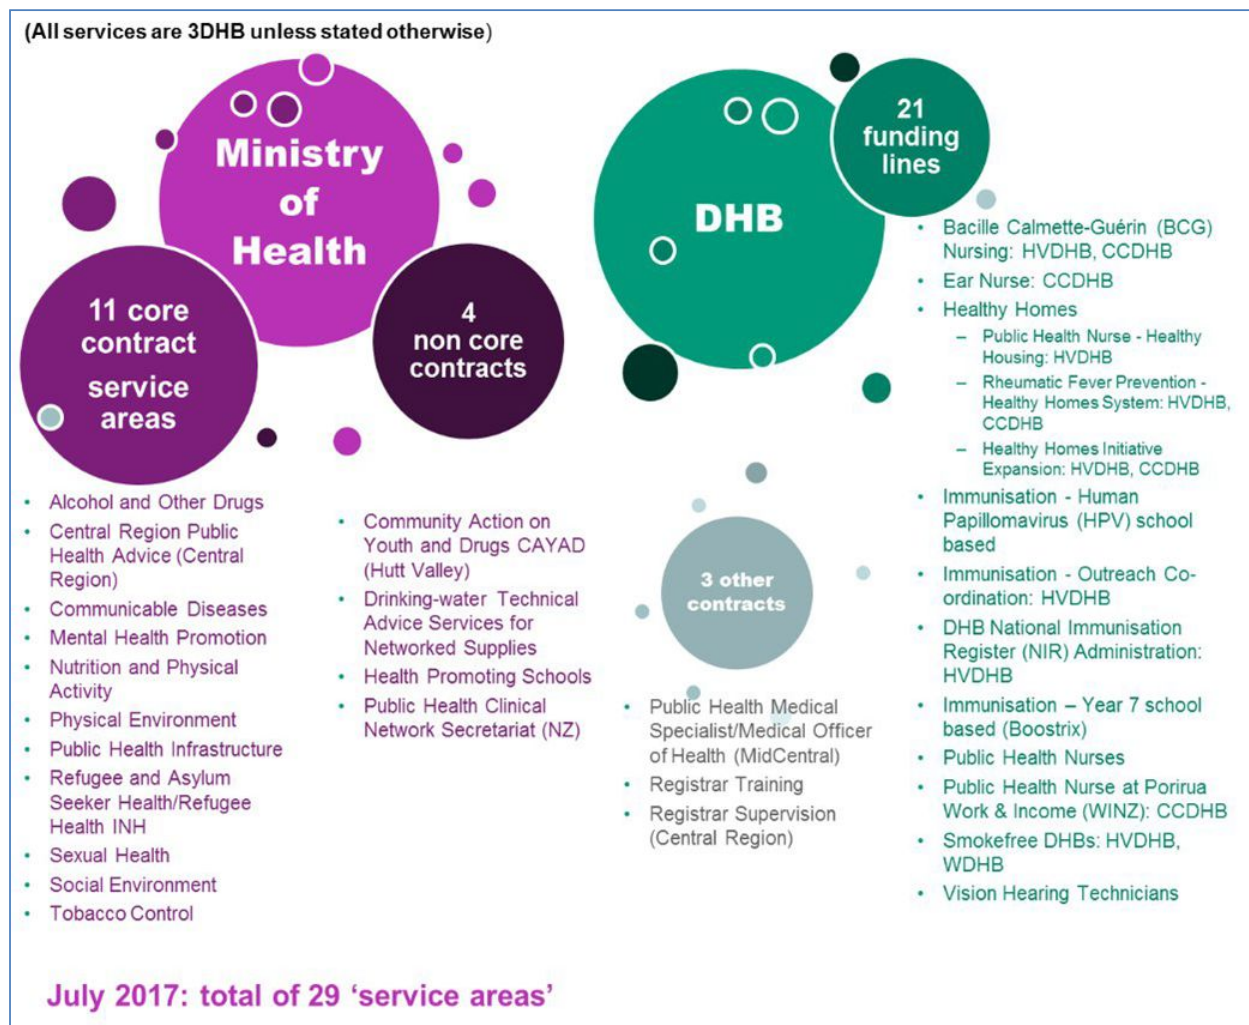 (All services are 3DHB unless stated otherwise)
Ministry
of
Health
11 core
contract
service
areas
4
non core
contracts
• Alcohol and Other Drugs
• Central Region Public
Health Advice (Central
Region)
• Communicable Diseases
• Mental Health Promotion
• Nutrition and Physical
Activity
• Physical Environment
• Public Health Infrastructure
• Refugee and Asylum
Seeker Health/Refugee
Health INH
• Sexual Health
• Social Environment
• Tobacco Control
• Community Action on
Youth and Drugs CAYAD
(Hutt Valley)
• Drinking-water Technical
Advice Services for
Networked Supplies
• Health Promoting Schools
• Public Health Clinical
Network Secretariat (NZ)
DHB
21
funding
lines
• Bacille Calmette-Guérin (BCG)
Nursing: HVDHB, CCDHB
• Ear Nurse: CCDHB
• Healthy Homes
– Public Health Nurse - Healthy
Housing: HVDHB
– Rheumatic Fever Prevention -
Healthy Homes System: HVDHB,
CCDHB
– Healthy Homes Initiative
Expansion: HVDHB, CCDHB
• Immunisation - Human
Papillomavirus (HPV) school
based
• Immunisation - Outreach Co-
ordination: HVDHB
• DHB National Immunisation
Register (NIR) Administration:
HVDHB
• Immunisation – Year 7 school
based (Boostrix)
• Public Health Nurses
• Public Health Nurse at Porirua
Work & Income (WINZ): CCDHB
• Smokefree DHBs: HVDHB,
WDHB
• Vision Hearing Technicians
3 other
contracts
• Public Health Medical
Specialist/Medical Officer
of Health (MidCentral)
• Registrar Training
• Registrar Supervision
(Central Region)
July 2017: total of 29 ‘service areas’